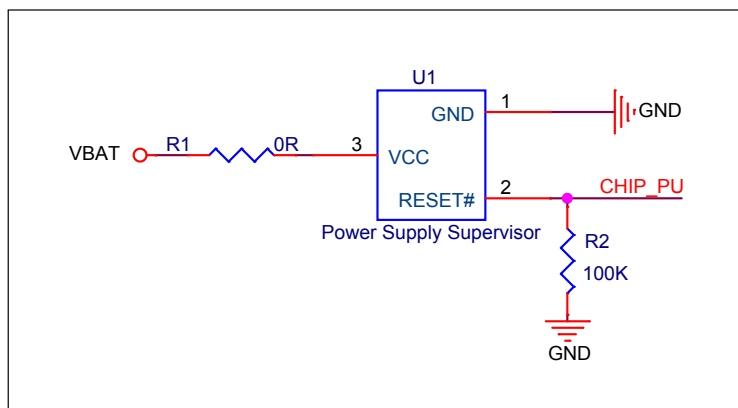 U1
1
GND
GND
VBAT
R1
0R
3
VCC
2
CHIP_PU
RESET#
Power Supply Supervisor
R2
100K
GND